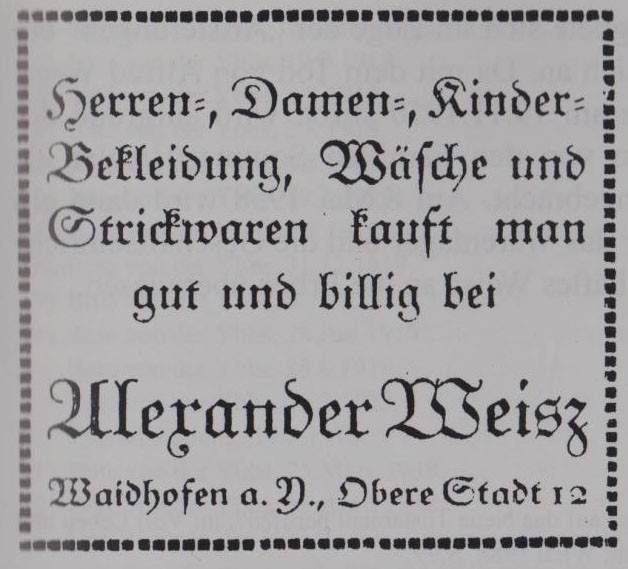 Herren-, Damen-, Kinder-
Bekleidung, Wäsche und
Strickwaren kauft man
gut und billig bei
Alexander Weisz
Waidhofen a. Y., Obere Stadt 12